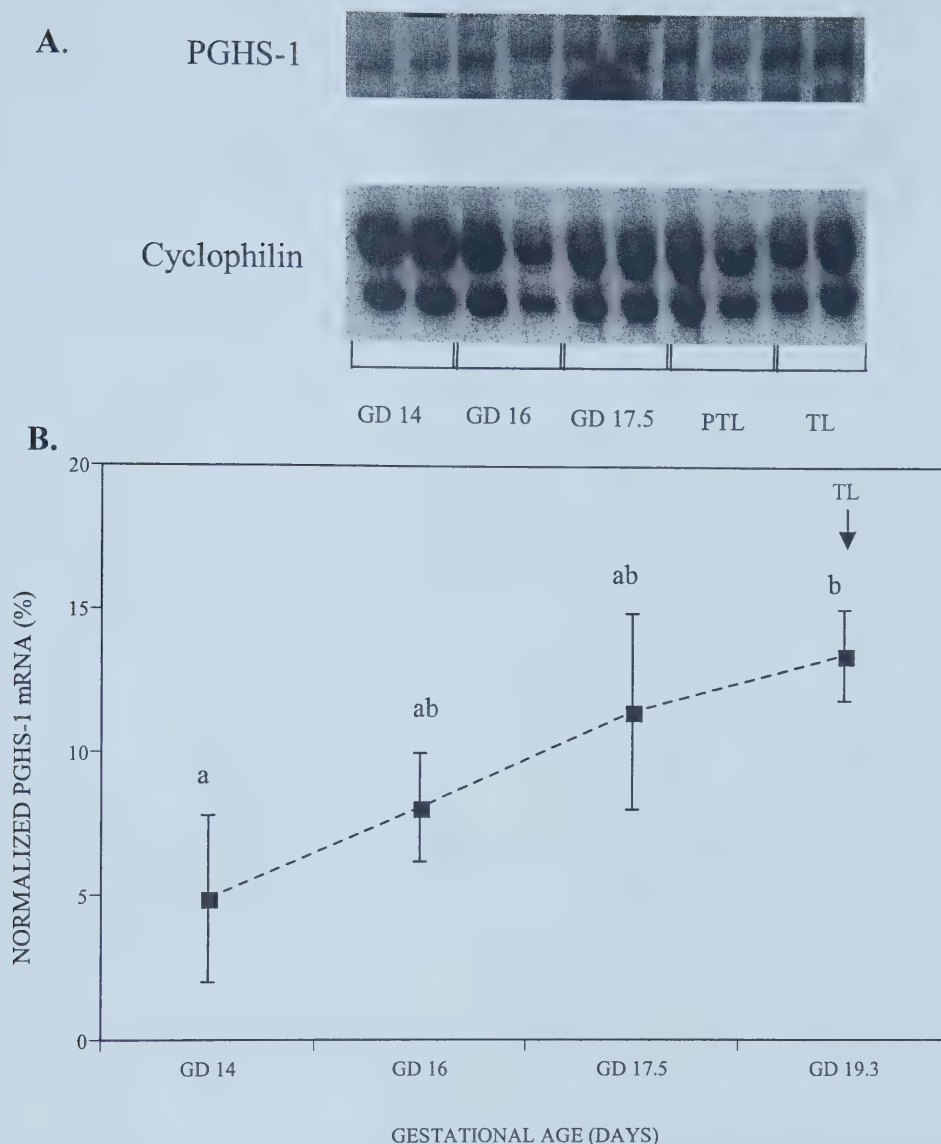 A.
PGHS-1
Cyclophilin
GD 14 GD 16 GD 17.5 PTL TL
B.
20
15
10
5
0
NORMALIZED PGHS-1 mRNA (%)
a
ab
ab
b
TL
GD 14 GD 16 GD 17.5 GD 19.3
GESTATIONAL AGE (DAYS)